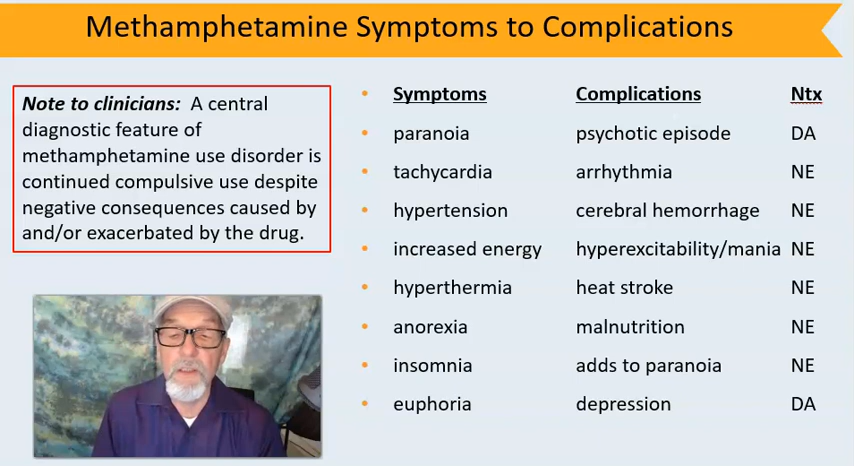 Methamphetamine Symptoms to Complications
Note to clinicians: A central
diagnostic feature of
methamphetamine use disorder is
continued compulsive use despite
negative consequences caused by
and/or exacerbated by the drug.
• Symptoms Complications Ntx
• paranoia psychotic episode DA
• tachycardia arrhythmia NE
• hypertension cerebral hemorrhage NE
• increased energy hyperexcitability/mania NE
• hyperthermia heat stroke NE
• anorexia malnutrition NE
• insomnia adds to paranoia NE
• euphoria depression DA